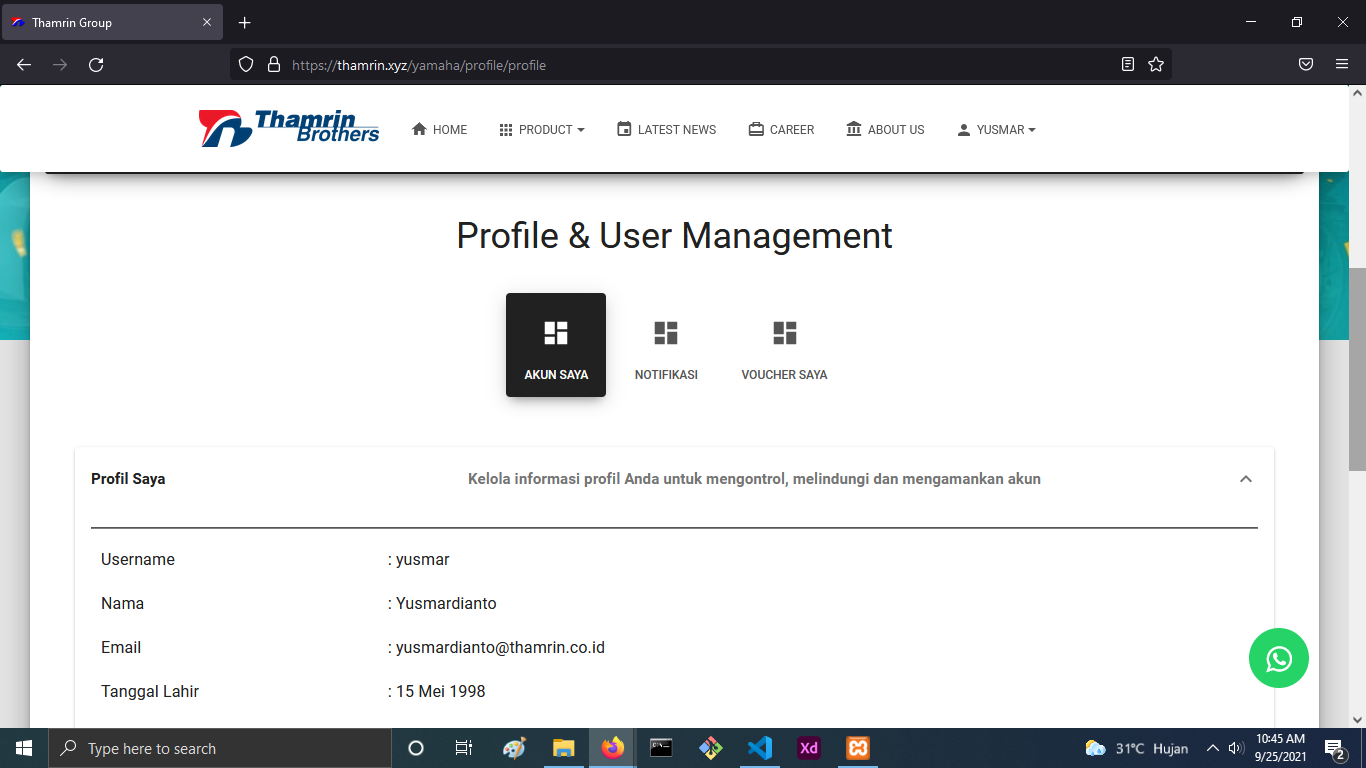 Thamrin Group
https://thamrin.xyz/yamaha/profile/profile
Thamrin
Brothers
HOME
PRODUCT
LATEST NEWS
CAREER
ABOUT US
YUSMAR
Profile & User Management
AKUN SAYA
NOTIFIKASI
VOUCHER SAYA
Profil Saya
Kelola informasi profil Anda untuk mengontrol, melindungi dan mengamankan akun
Username : yusmar
Nama : Yusmardianto
Email : yusmardianto@thamrin.co.id
Tanggal Lahir : 15 Mei 1998
Type here to search
Xd
31°C Hujan
10:45 AM
9/25/2021
2